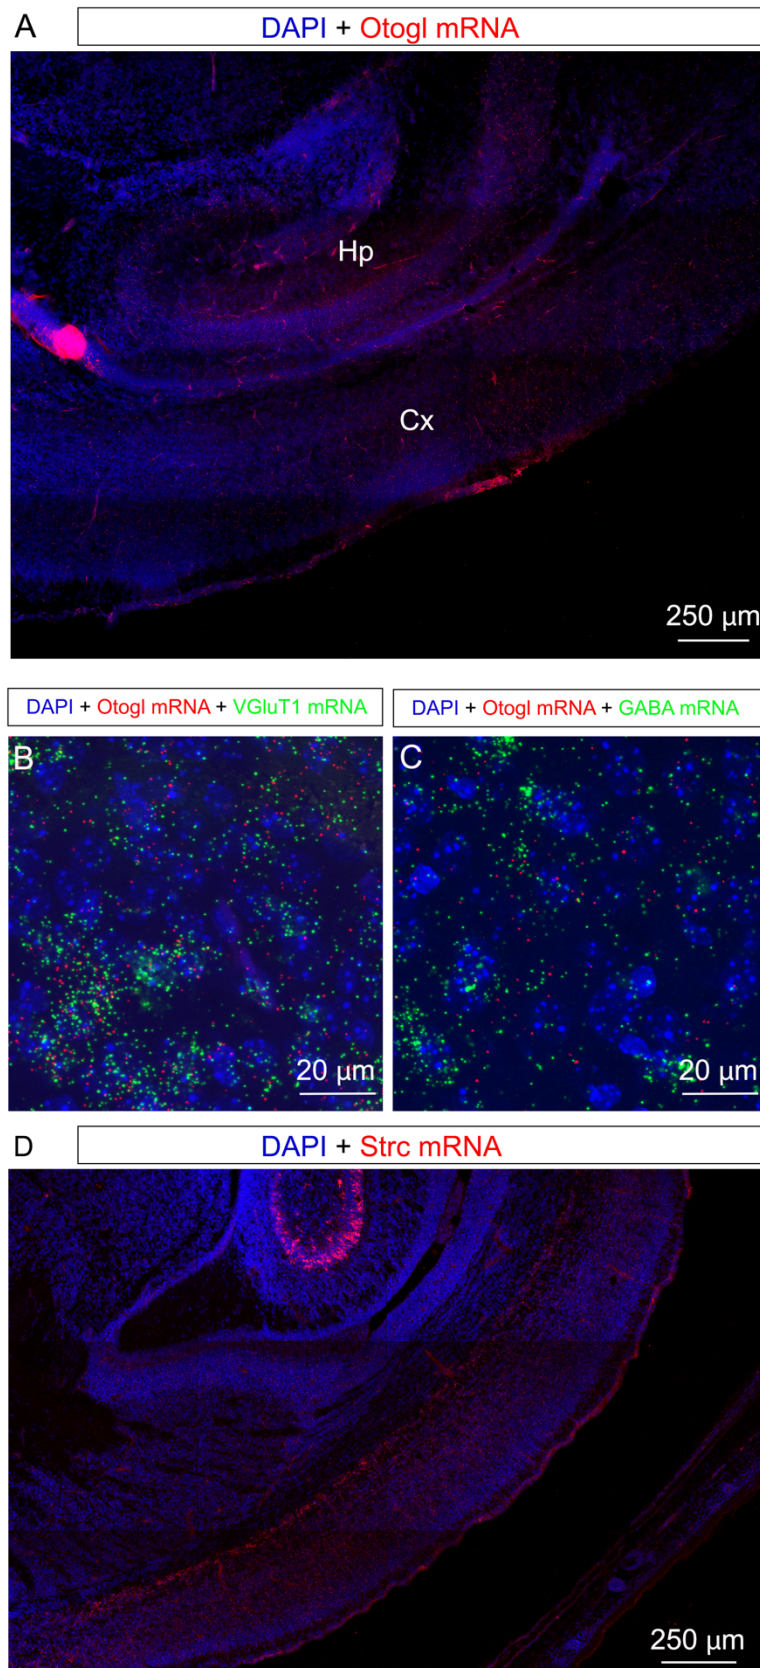 A
DAPI + Otogl mRNA
Hp
Cx
250 µm
DAPI + Otogl mRNA + VGluT1 mRNA
DAPI + Otogl mRNA + GABA mRNA
B
C
20 µm
20 µm
D
DAPI + Strc mRNA
250 µm